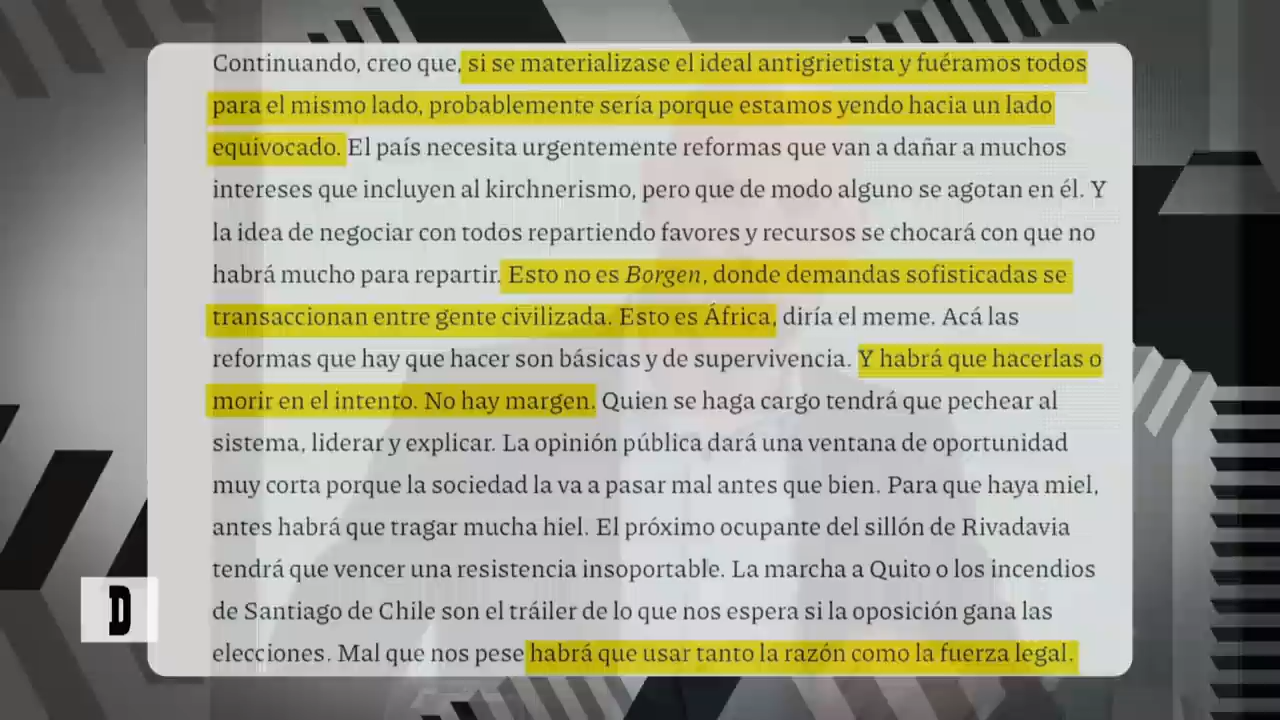 Continuando, creo que, si se materializase el ideal antigrietista y fuéramos todos
para el mismo lado, probablemente sería porque estamos yendo hacia un lado
equivocado. El país necesita urgentemente reformas que van a dañar a muchos
intereses que incluyen al kirchnerismo, pero que de modo alguno se agotan en él. Y
la idea de negociar con todos repartiendo favores y recursos se chocará con que no
habrá mucho para repartir. Esto no es Borgen, donde demandas sofisticadas se
transaccionan entre gente civilizada. Esto es África, diría el meme. Acá las
reformas que hay que hacer son básicas y de supervivencia. Y habrá que hacerlas o
morir en el intento. No hay margen. Quien se haga cargo tendrá que pechear al
sistema, liderar y explicar. La opinión pública dará una ventana de oportunidad
muy corta porque la sociedad la va a pasar mal antes que bien. Para que haya miel,
antes habrá que tragar mucha hiel. El próximo ocupante del sillón de Rivadavia
tendrá que vencer una resistencia insoportable. La marcha a Quito o los incendios
de Santiago de Chile son el tráiler de lo que nos espera si la oposición gana las
elecciones. Mal que nos pese habrá que usar tanto la razón como la fuerza legal.
D